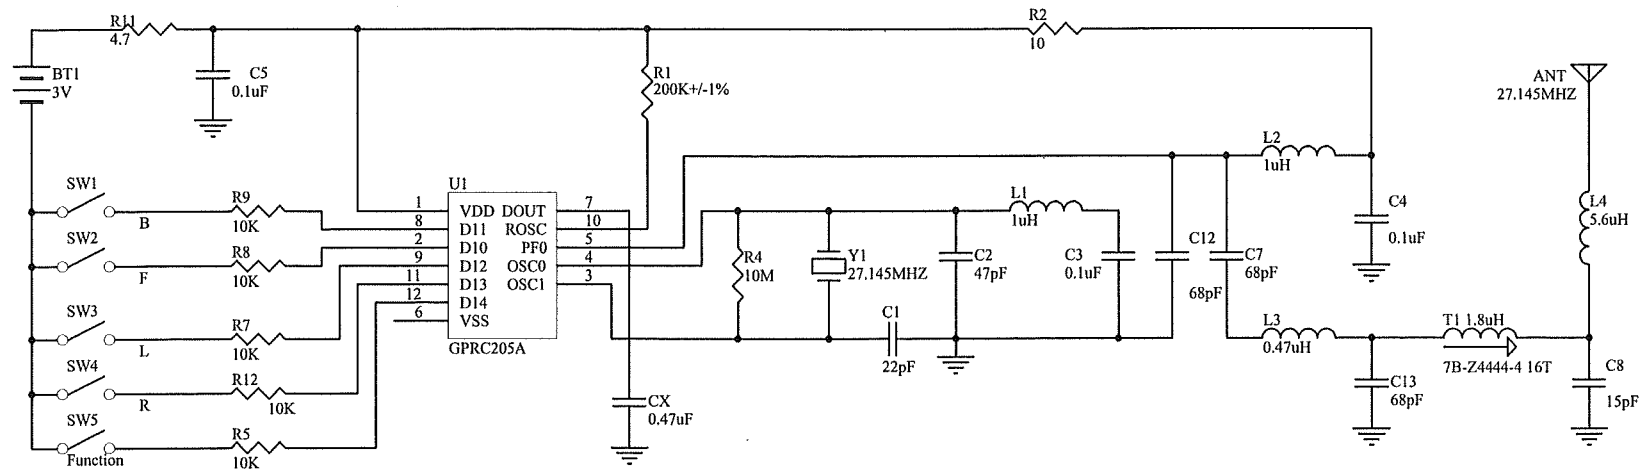 R11
4.7
R2
10
BT1
3V
C5
0.1uF
R1
200K+/-1%
ANT
27.145MHZ
L2
1uH
SW1
B
R9
10K
U1
1
8
2
9
11
12
6
VDD
D11
D10
D12
D13
D14
VSS
DOUT
ROSC
PF0
OSC0
OSC1
7
10
5
4
3
GPRC205A
L1
1uH
C4
0.1uF
L4
5.6uH
SW2
F
R8
10K
R4
10M
Y1
27.145MHZ
C2
47pF
C3
0.1uF
C12
68pF
C7
68pF
SW3
L
R7
10K
C1
22pF
L3
0.47uH
T1 1.8uH
7B-Z4444-4 16T
SW4
R
R12
10K
CX
0.47uF
C13
68pF
C8
15pF
SW5
Function
R5
10K